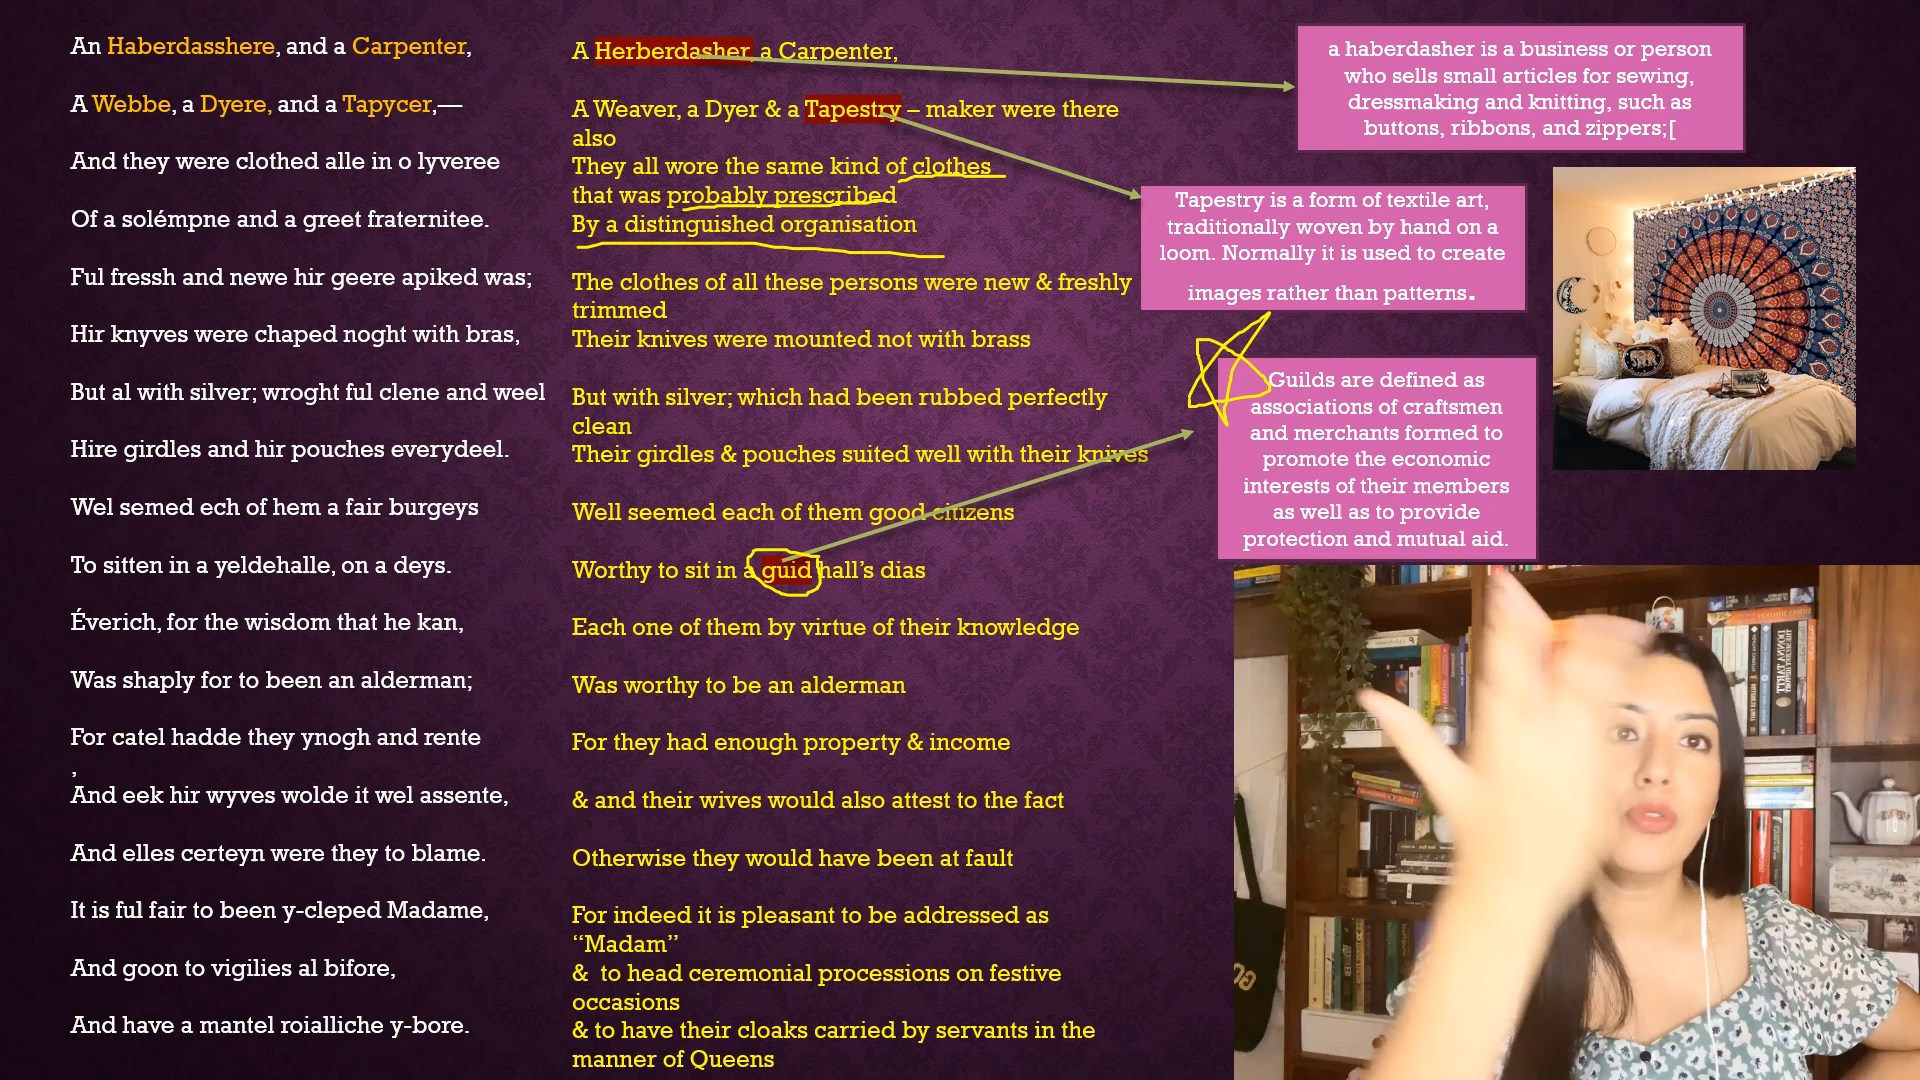 An Haberdasshere, and a Carpenter,
A Webbe, a Dyere, and a Tapycer,—
And they were clothed alle in o lyveree
Of a solémpne and a greet fraternitee.
Ful fressh and newe hir geere apiked was;
Hir knyves were chaped noght with bras,
But al with silver; wroght ful clene and weel
Hire girdles and hir pouches everydeel.
Wel semed ech of hem a fair burgeys
To sitten in a yeldehalle, on a deys.
Éverich, for the wisdom that he kan,
Was shaply for to been an alderman;
For catel hadde they ynogh and rente
,
And eek hir wyves wolde it wel assente,
And elles certeyn were they to blame.
It is ful fair to been y-cleped Madame,
And goon to vigilies al bifore,
And have a mantel roialliche y-bore.
A Herberdasher, a Carpenter,
A Weaver, a Dyer & a Tapestry – maker were there
also
They all wore the same kind of clothes
that was probably prescribed
By a distinguished organisation
The clothes of all these persons were new & freshly
trimmed
Their knives were mounted not with brass
But with silver; which had been rubbed perfectly
clean
Their girdles & pouches suited well with their knives
Well seemed each of them good citizens
Worthy to sit in a guid hall’s dias
Each one of them by virtue of their knowledge
Was worthy to be an alderman
For they had enough property & income
& and their wives would also attest to the fact
Otherwise they would have been at fault
For indeed it is pleasant to be addressed as
“Madam”
& to head ceremonial processions on festive
occasions
& to have their cloaks carried by servants in the
manner of Queens
a haberdasher is a business or person
who sells small articles for sewing,
dressmaking and knitting, such as
buttons, ribbons, and zippers;[
Tapestry is a form of textile art,
traditionally woven by hand on a
loom. Normally it is used to create
images rather than patterns.
Guilds are defined as
associations of craftsmen
and merchants formed to
promote the economic
interests of their members
as well as to provide
protection and mutual aid.
DONNA TARTT